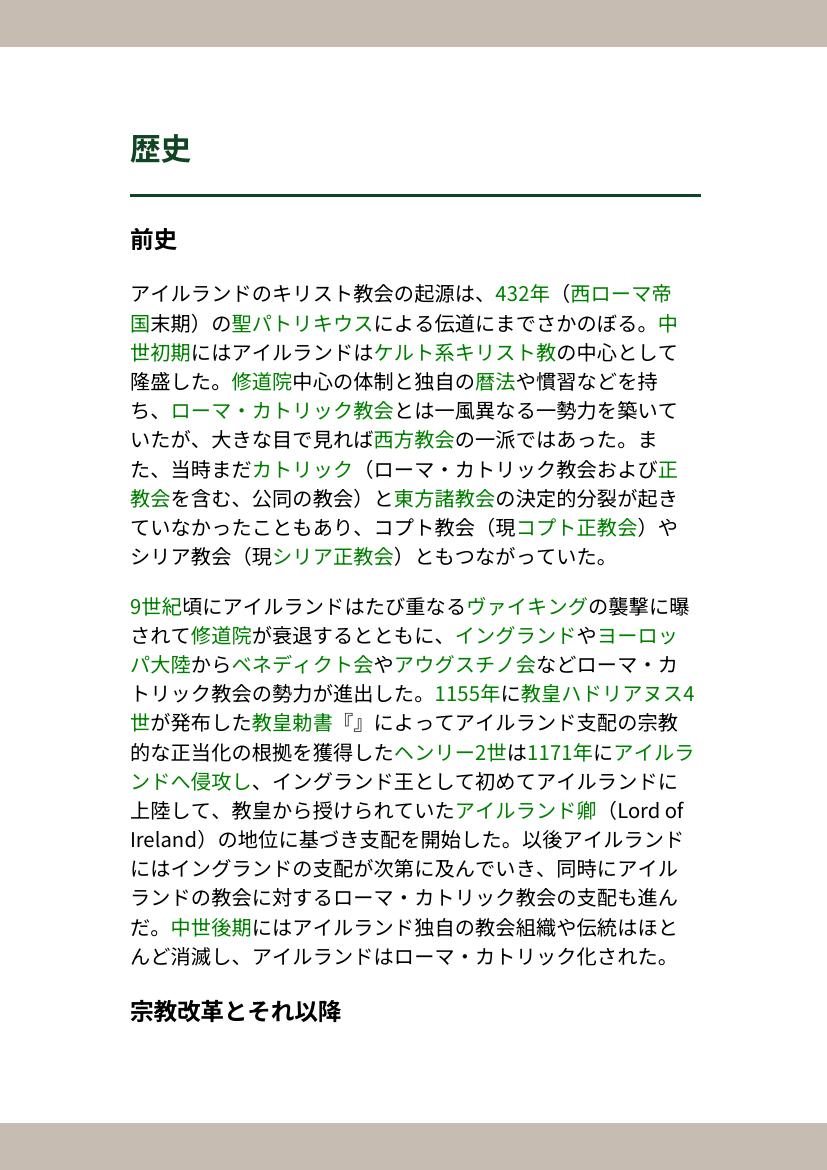 歴史
前史
アイルランドのキリスト教会の起源は、432年（西ローマ帝
国末期）の聖パトリキウスによる伝道にまでさかのぼる。中
世初期にはアイルランドはケルト系キリスト教の中心として
隆盛した。修道院中心の体制と独自の暦法や慣習などを持
ち、ローマ・カトリック教会とは一風異なる一勢力を築いて
いたが、大きな目で見れば西方教会の一派ではあった。ま
た、当時まだカトリック（ローマ・カトリック教会および正
教会を含む、公同の教会）と東方諸教会の決定的分裂が起き
ていなかったこともあり、コプト教会（現コプト正教会）や
シリア教会（現シリア正教会）ともつながっていた。
9世紀頃にアイルランドはたび重なるヴァイキングの襲撃に曝
されて修道院が衰退するとともに、イングランドやヨーロッ
パ大陸からベネディクト会やアウグスチノ会などローマ・カ
トリック教会の勢力が進出した。1155年に教皇ハドリアヌス4
世が発布した教皇勅書『』によってアイルランド支配の宗教
的な正当化の根拠を獲得したヘンリー2世は1171年にアイルラ
ンドへ侵攻し、イングランド王として初めてアイルランドに
上陸して、教皇から授けられていたアイルランド卿（Lord of
Ireland）の地位に基づき支配を開始した。以後アイルランド
にはイングランドの支配が次第に及んでいき、同時にアイル
ランドの教会に対するローマ・カトリック教会の支配も進ん
だ。中世後期にはアイルランド独自の教会組織や伝統はほと
んど消滅し、アイルランドはローマ・カトリック化された。
宗教改革とそれ以降